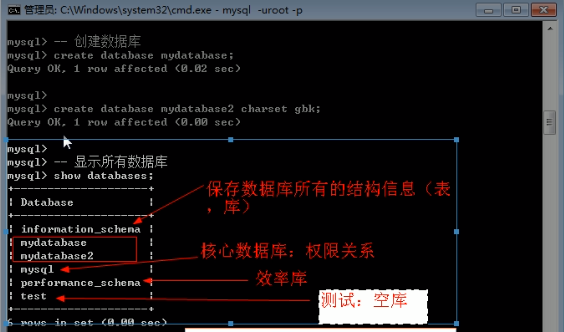 管理员: C:\Windows\system32\cmd.exe - mysql -uroot -p
mysql> -- 创建数据库
mysql> create database mydatabase;
Query OK, 1 row affected (0.02 sec)
mysql>
mysql> create database mydatabase2 charset gbk;
Query OK, 1 row affected (0.00 sec)
mysql>
mysql> -- 显示所有数据库
mysql> show databases;
+--------------------+
| Database |
+--------------------+
| information_schema |
| mydatabase |
| mydatabase2 |
| mysql |
| performance_schema |
| test |
+--------------------+
6 rows in set (0.00 sec)
保存数据库所有的结构信息（表
，库）
核心数据库：权限关系
效率库
测试：空库